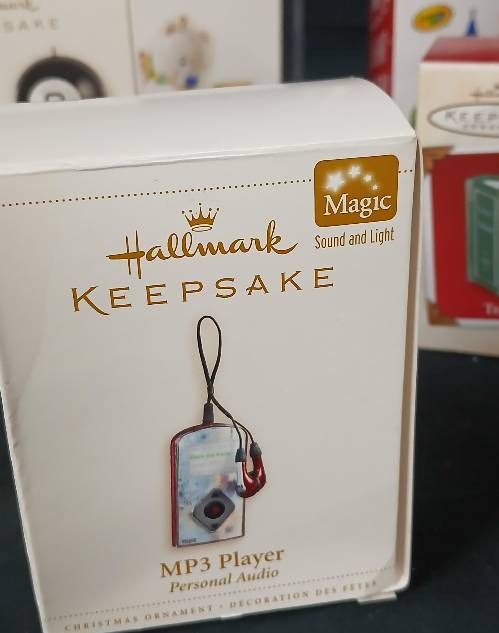 Magic
Sound and Light
Hallmark
KEEPSAKE
MP3 Player
Personal Audio
CHRISTMAS ORNAMENT • DÉCORATION DES FÊTES